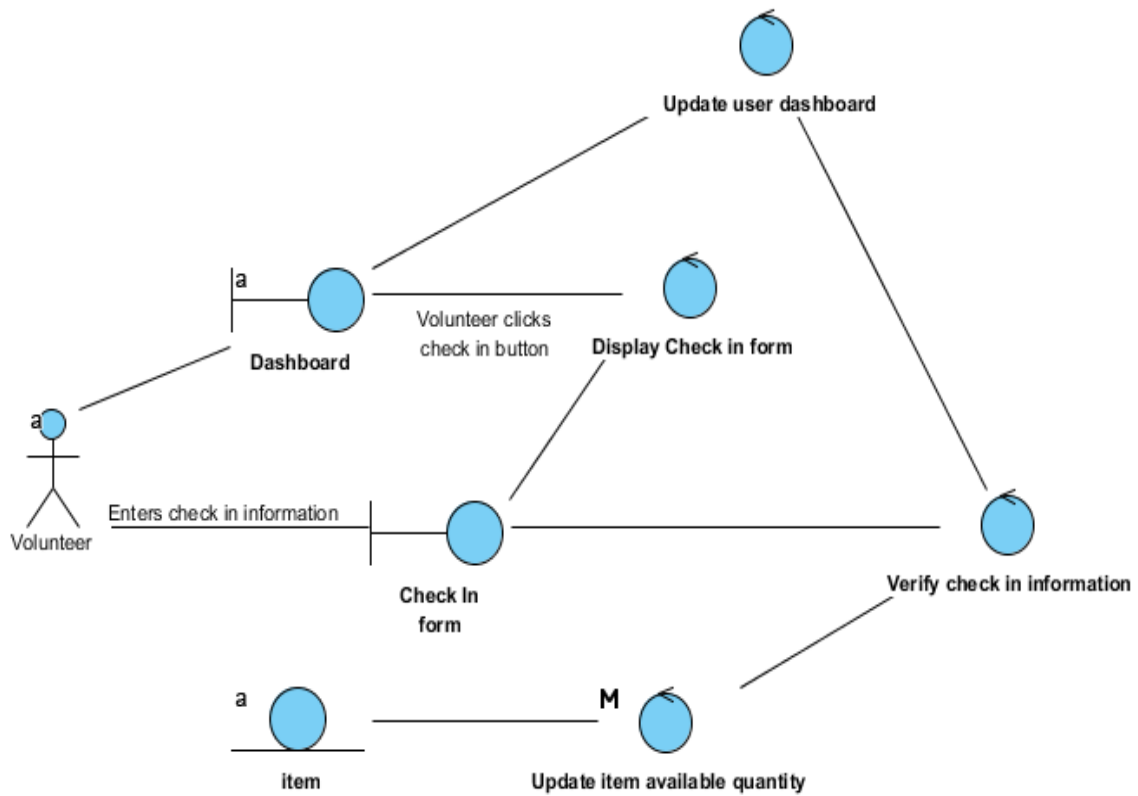 Update user dashboard
a
Dashboard
Volunteer clicks
check in button
Display Check in form
a
Volunteer
Enters check in information
Check In
form
Verify check in information
a
item
M
Update item available quantity